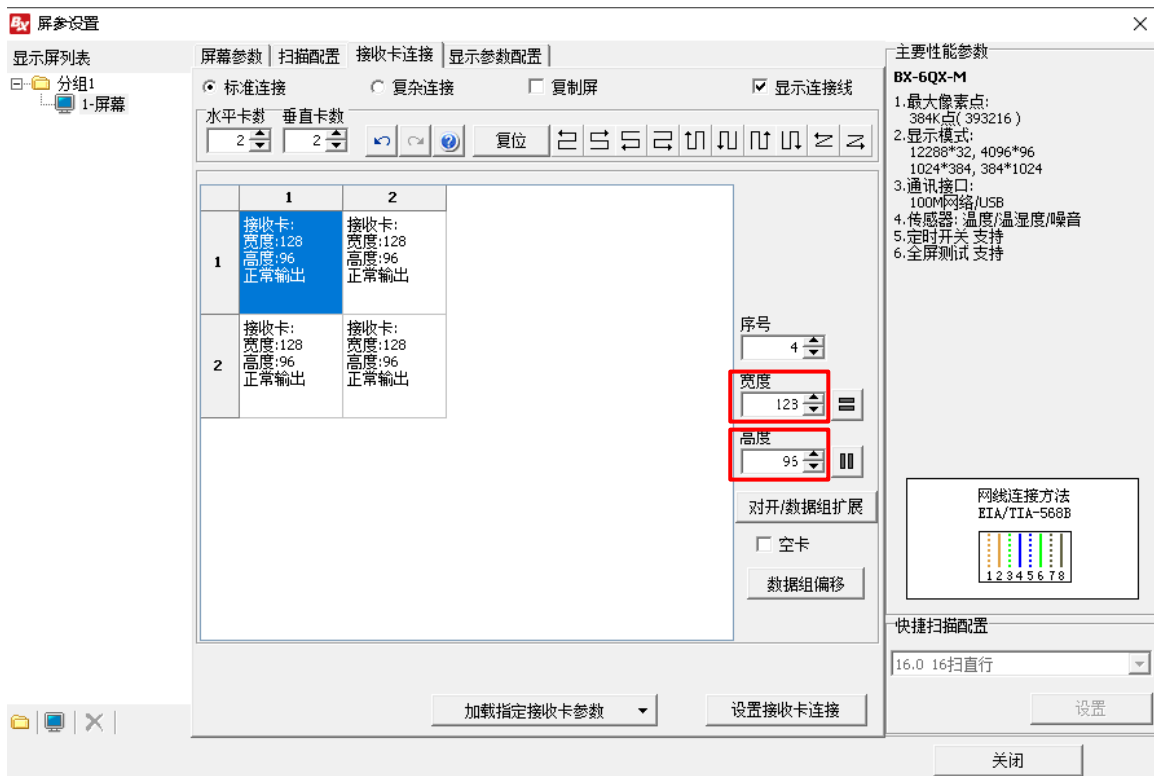 BX 屏参设置
显示屏列表
分组1
1-屏幕
屏幕参数 扫描配置 接收卡连接 显示参数配置
标准连接 复杂连接 复制屏 显示连接线
水平卡数 垂直卡数
2 2 复位
1 2
1
接收卡:
宽度:128
高度:96
正常输出
接收卡:
宽度:128
高度:96
正常输出
2
接收卡:
宽度:128
高度:96
正常输出
接收卡:
宽度:128
高度:96
正常输出
序号
4
宽度
128
高度
96
对开/数据组扩展
空卡
数据组偏移
加载指定接收卡参数
设置接收卡连接
主要性能参数
BX-6QX-M
1.最大像素点:
384K点(393216)
2.显示模式:
12288*32, 4096*96
1024*384, 384*1024
3.通讯接口:
100M网络/USB
4.传感器: 温度/温湿度/噪音
5.定时开关 支持
6.全屏测试 支持
网线连接方法
EIA/TIA-568B
12345678
快捷扫描配置
16.0 16扫直行
设置
关闭